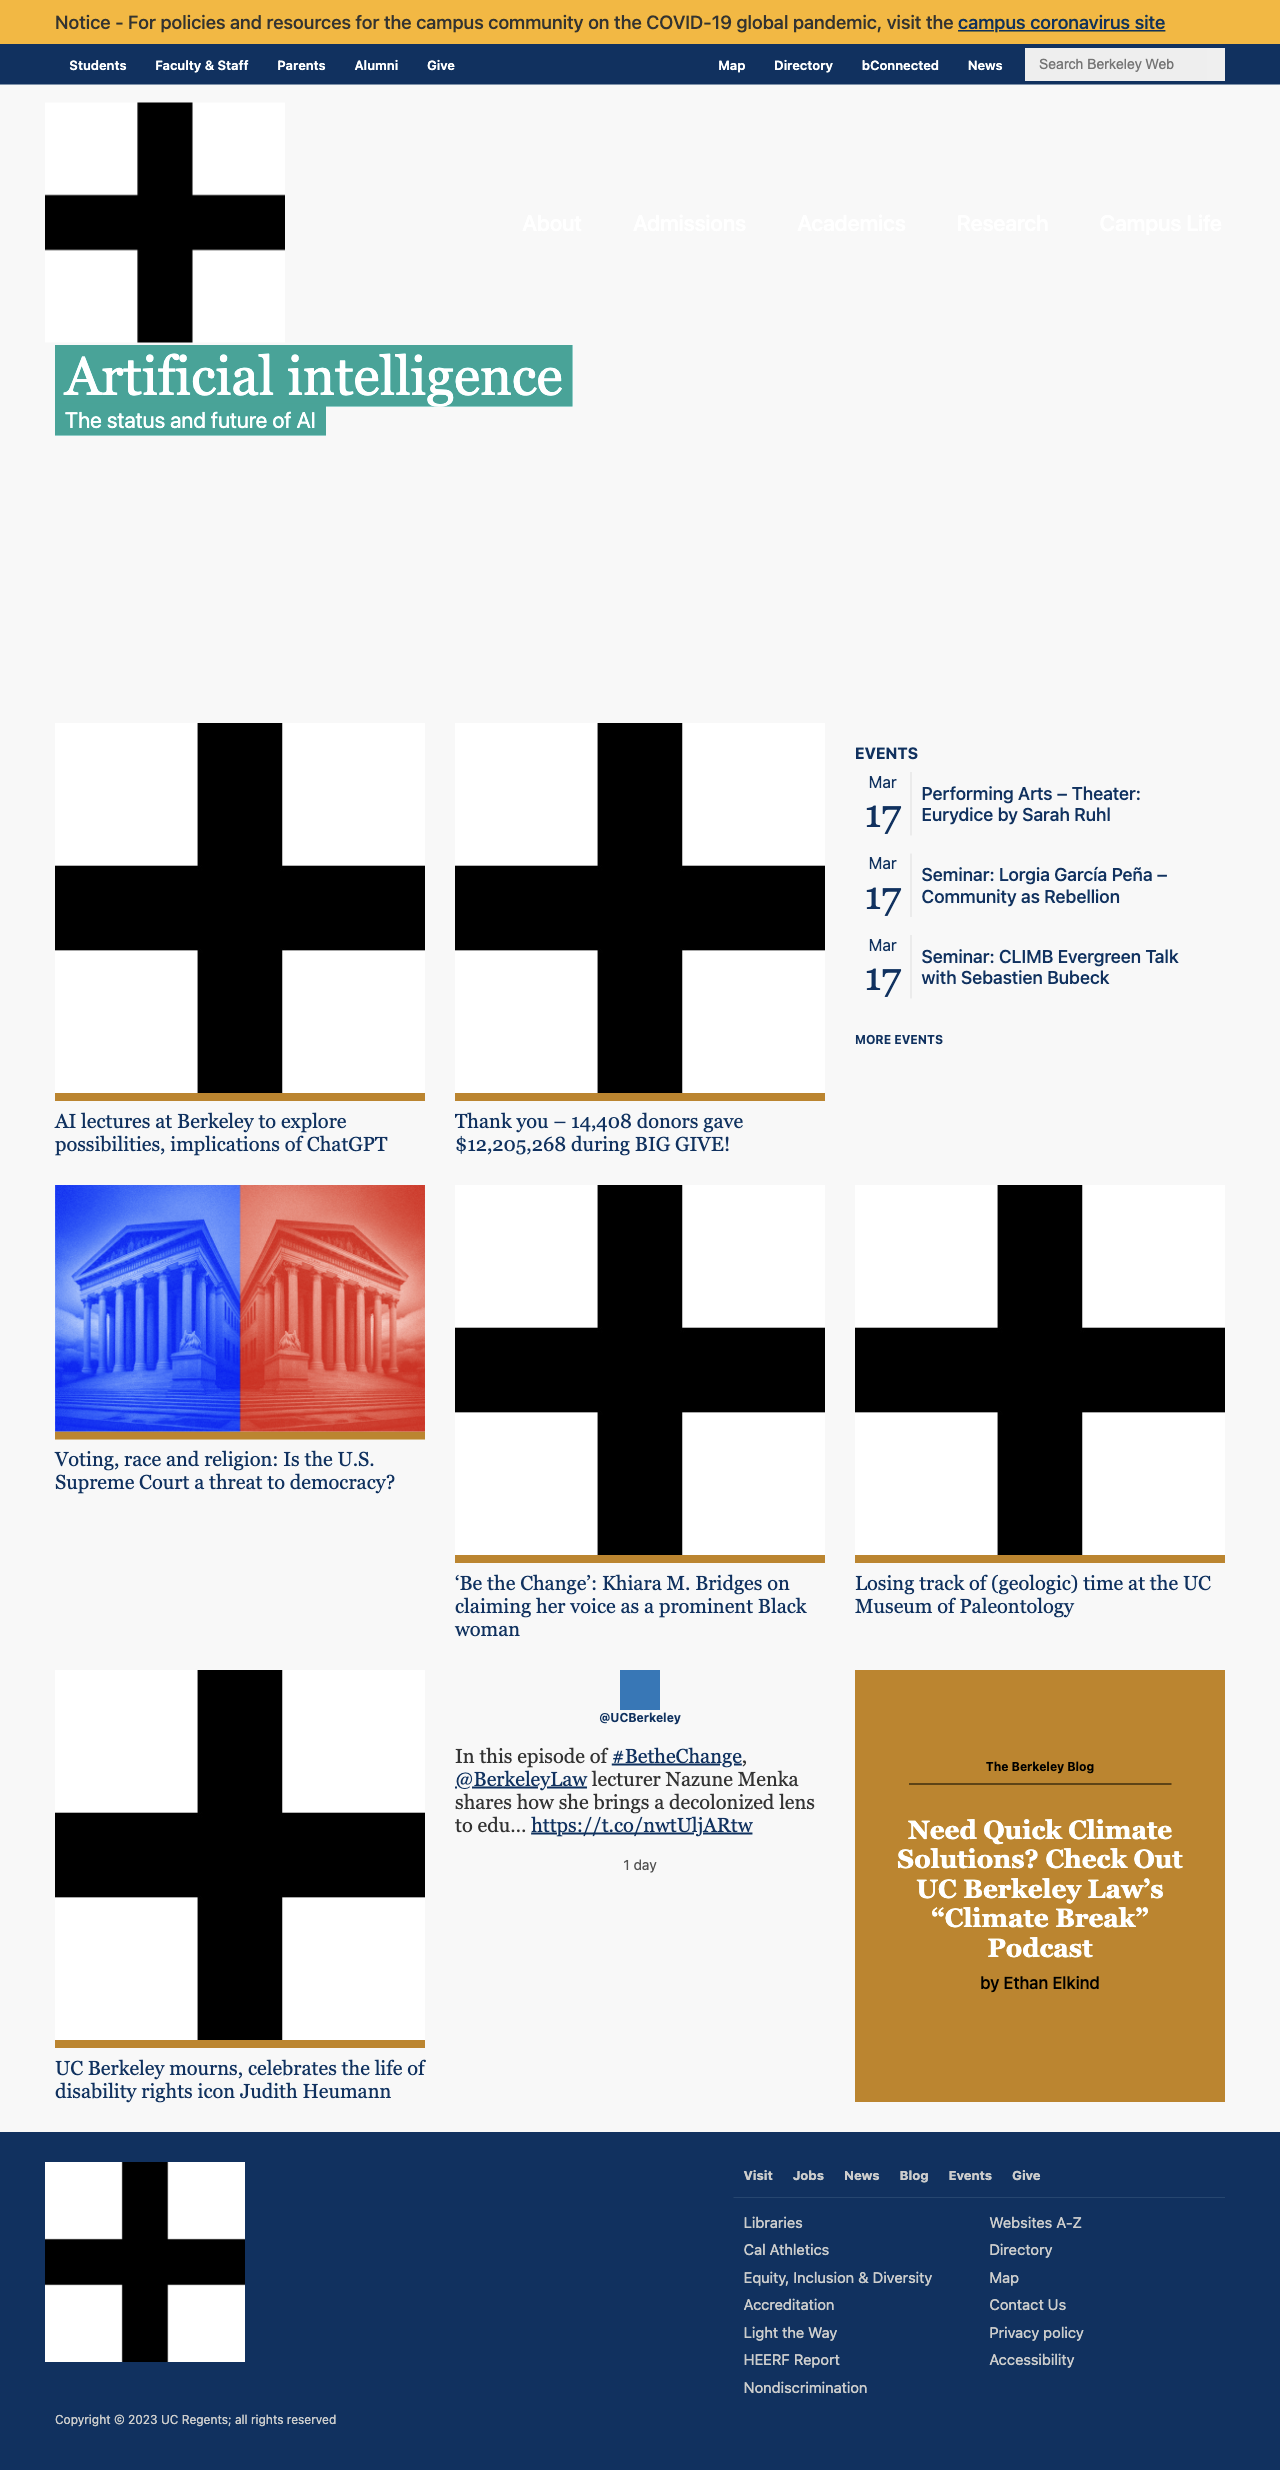 Notice - For policies and resources for the campus community on the COVID-19 global pandemic, visit the campus coronavirus site
Students Faculty & Staff Parents Alumni Give Map Directory bConnected News Search Berkeley Web
About Admissions Academics Research Campus Life
Artificial intelligence
The status and future of AI
EVENTS
Mar
17
Performing Arts – Theater:
Eurydice by Sarah Ruhl
Mar
17
Seminar: Lorgia García Peña –
Community as Rebellion
Mar
17
Seminar: CLIMB Evergreen Talk
with Sebastien Bubeck
MORE EVENTS
AI lectures at Berkeley to explore
possibilities, implications of ChatGPT
Thank you – 14,408 donors gave
$12,205,268 during BIG GIVE!
Voting, race and religion: Is the U.S.
Supreme Court a threat to democracy?
‘Be the Change’: Khiara M. Bridges on
claiming her voice as a prominent Black
woman
Losing track of (geologic) time at the UC
Museum of Paleontology
UC Berkeley mourns, celebrates the life of
disability rights icon Judith Heumann
@UCBerkeley
In this episode of #BetheChange,
@BerkeleyLaw lecturer Nazune Menka
shares how she brings a decolonized lens
to edu... https://t.co/nwtUljARtw
1 day
The Berkeley Blog
Need Quick Climate
Solutions? Check Out
UC Berkeley Law’s
“Climate Break”
Podcast
by Ethan Elkind
Visit Jobs News Blog Events Give
Libraries
Cal Athletics
Equity, Inclusion & Diversity
Accreditation
Light the Way
HEERF Report
Nondiscrimination
Websites A-Z
Directory
Map
Contact Us
Privacy policy
Accessibility
Copyright © 2023 UC Regents; all rights reserved